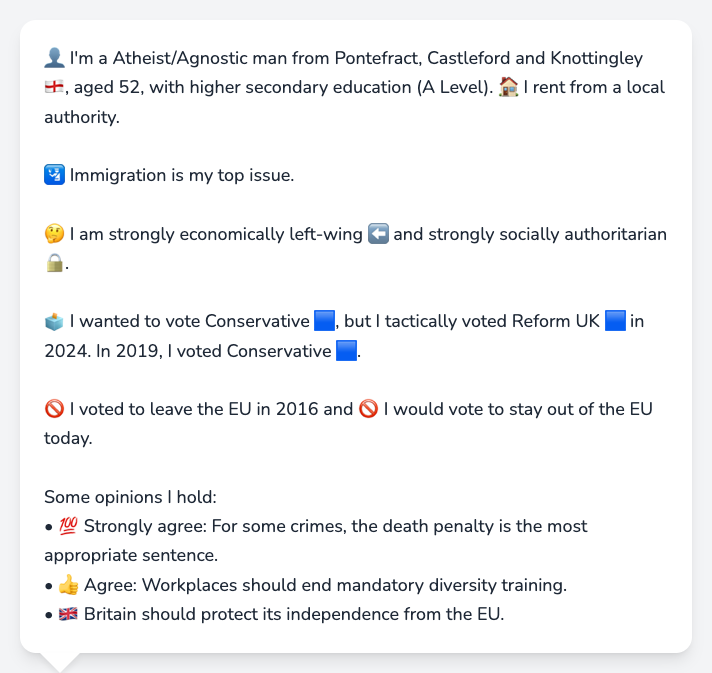 👤 I'm a Atheist/Agnostic man from Pontefract, Castleford and Knottingley
🏴󠁧󠁢󠁥󠁮󠁧󠁿, aged 52, with higher secondary education (A Level). 🏠 I rent from a local
authority.
🛂 Immigration is my top issue.
🤔 I am strongly economically left-wing ⬅️ and strongly socially authoritarian
🔒.
🗳️ I wanted to vote Conservative 🟦, but I tactically voted Reform UK 🟦 in
2024. In 2019, I voted Conservative 🟦.
🚫 I voted to leave the EU in 2016 and 🚫 I would vote to stay out of the EU
today.
Some opinions I hold:
• 💯 Strongly agree: For some crimes, the death penalty is the most
appropriate sentence.
• 👍 Agree: Workplaces should end mandatory diversity training.
• 🇬🇧 Britain should protect its independence from the EU.